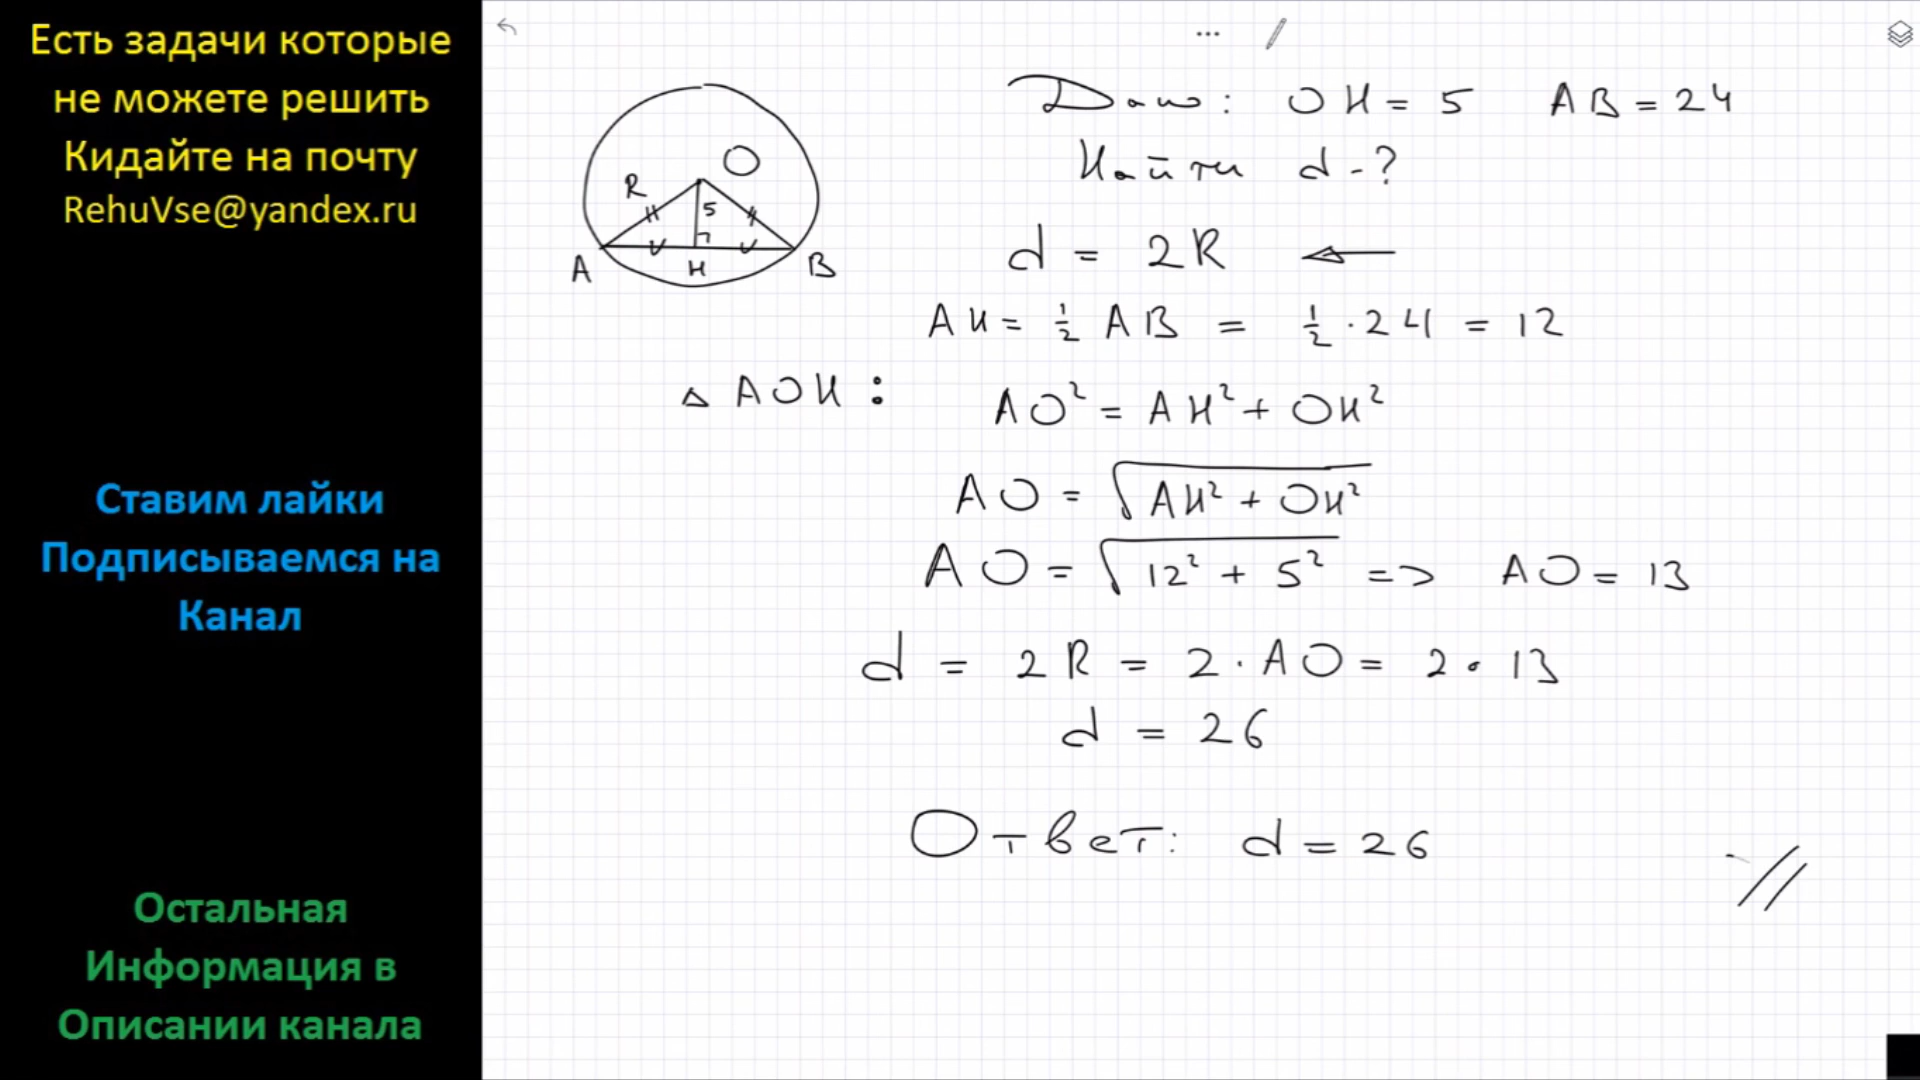 Есть задачи которые
не можете решить
Кидайте на почту
RehuVse@yandex.ru
Ставим лайки
Подписываемся на
Канал
Остальная
Информация в
Описании канала
O
R
5
A
H
B
Дано: OH = 5 AB = 24
Найти d - ?
d = 2R ←
AH = ½ AB = ½ · 24 = 12
△ AOH :
AO² = AH² + OH²
AO = √AH² + OH²
AO = √12² + 5² => AO = 13
d = 2R = 2 · AO = 2 · 13
d = 26
Ответ: d = 26